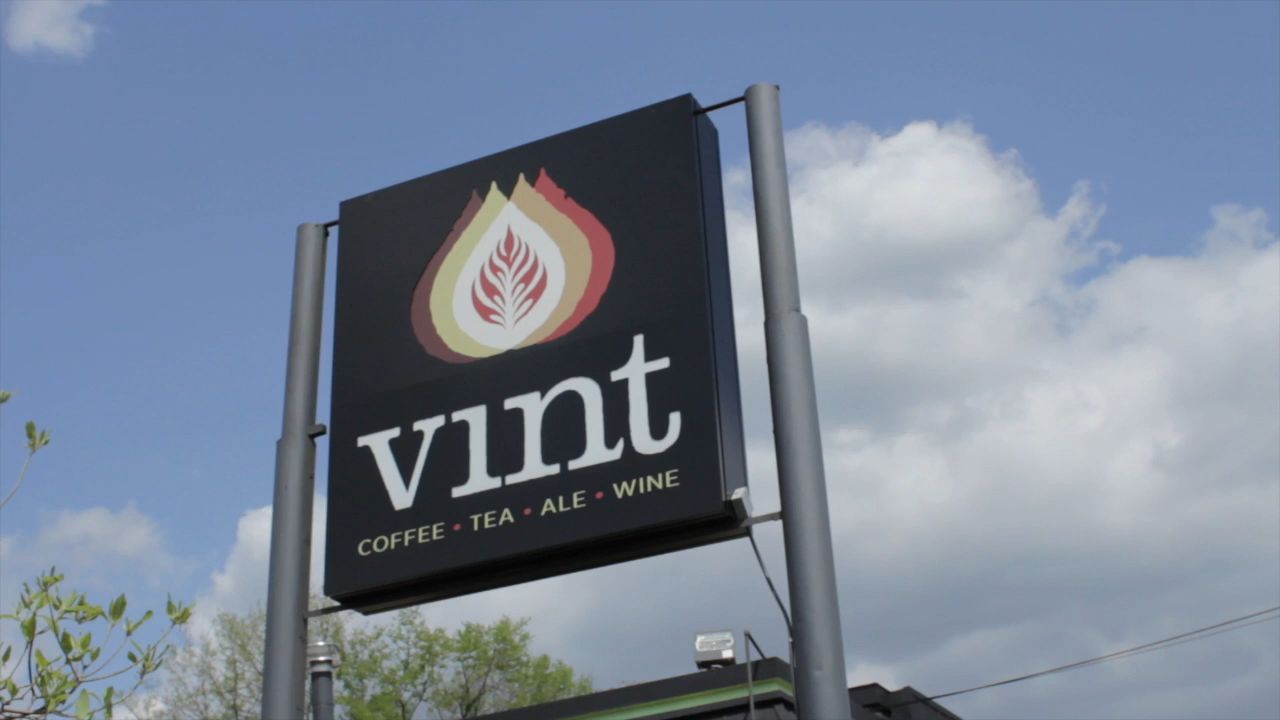 vint
COFFEE • TEA • ALE • WINE